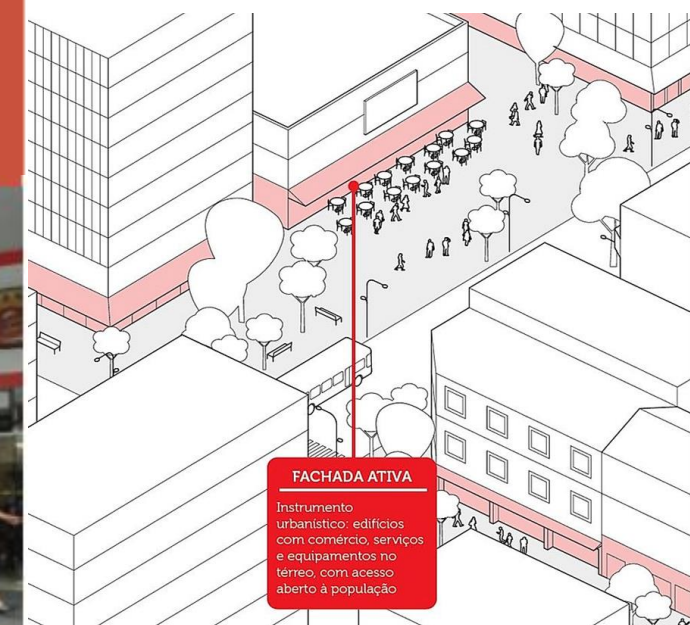 FACHADA ATIVA
Instrumento
urbanístico: edifícios
com comércio, serviços
e equipamentos no
térreo, com acesso
aberto à população